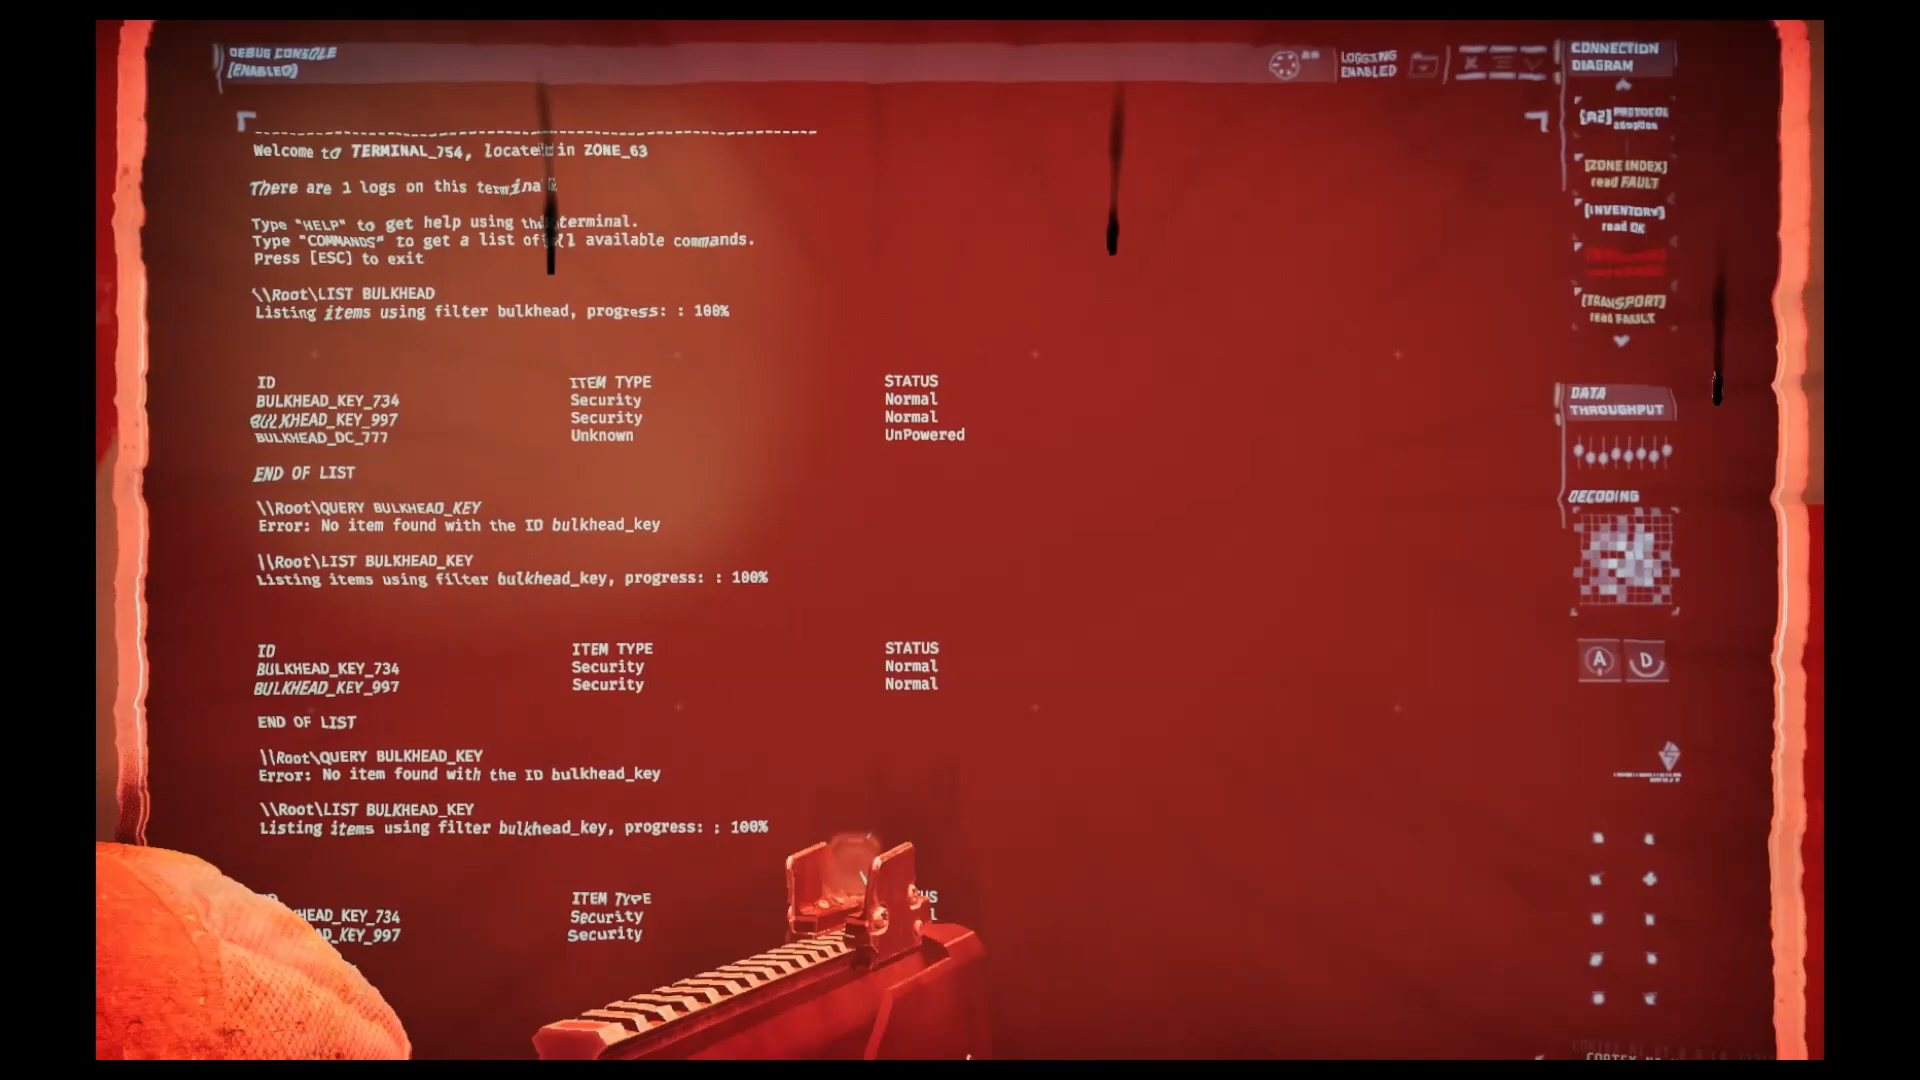 DEBUG CONSOLE
[ENABLED]
LOGGING
ENABLED
Welcome to TERMINAL_754, located in ZONE_63
There are 1 logs on this terminal
Type "HELP" to get help using the terminal.
Type "COMMANDS" to get a list of all available commands.
Press [ESC] to exit
\\Root\LIST BULKHEAD
Listing items using filter bulkhead, progress: : 100%
ID ITEM TYPE STATUS
BULKHEAD_KEY_734 Security Normal
BULKHEAD_KEY_997 Security Normal
BULKHEAD_DC_777 Unknown UnPowered
END OF LIST
\\Root\QUERY BULKHEAD_KEY
Error: No item found with the ID bulkhead_key
\\Root\LIST BULKHEAD_KEY
Listing items using filter bulkhead_key, progress: : 100%
ID ITEM TYPE STATUS
BULKHEAD_KEY_734 Security Normal
BULKHEAD_KEY_997 Security Normal
END OF LIST
\\Root\QUERY BULKHEAD_KEY
Error: No item found with the ID bulkhead_key
\\Root\LIST BULKHEAD_KEY
Listing items using filter bulkhead_key, progress: : 100%
ITEM TYPE US
HEAD_KEY_734 Security l
D_KEY_997 Security
CONNECTION
DIAGRAM
[A2] PROTOCOL
adoption
[ZONE INDEX]
read FAULT
[INVENTORY]
read OK
[TRANSPORT]
read FAULT
DATA
THROUGHPUT
DECODING
A D